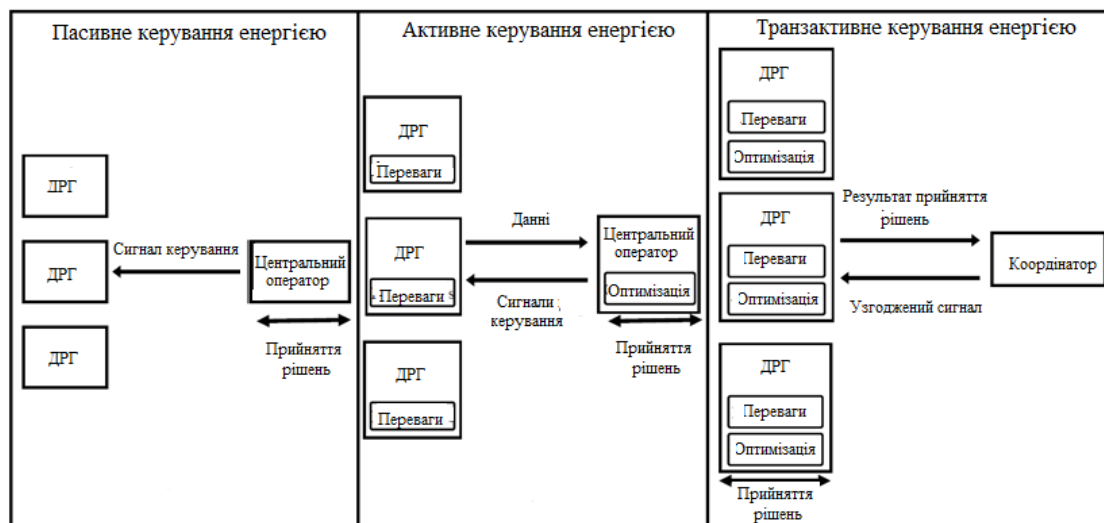 Пасивне керування енергією
ДРГ
ДРГ
ДРГ
Сигнал керування
Центральний
оператор
Прийняття
рішень
Активне керування енергією
ДРГ
Переваги
ДРГ
Переваги
ДРГ
Переваги
Данні
Сигнали
керування
Центральний
оператор
Оптимізація
Прийняття
рішень
Транзактивне керування енергією
ДРГ
Переваги
Оптимізація
ДРГ
Переваги
Оптимізація
ДРГ
Переваги
Оптимізація
Прийняття
рішень
Результат прийняття
рішень
Узгоджений сигнал
Координатор